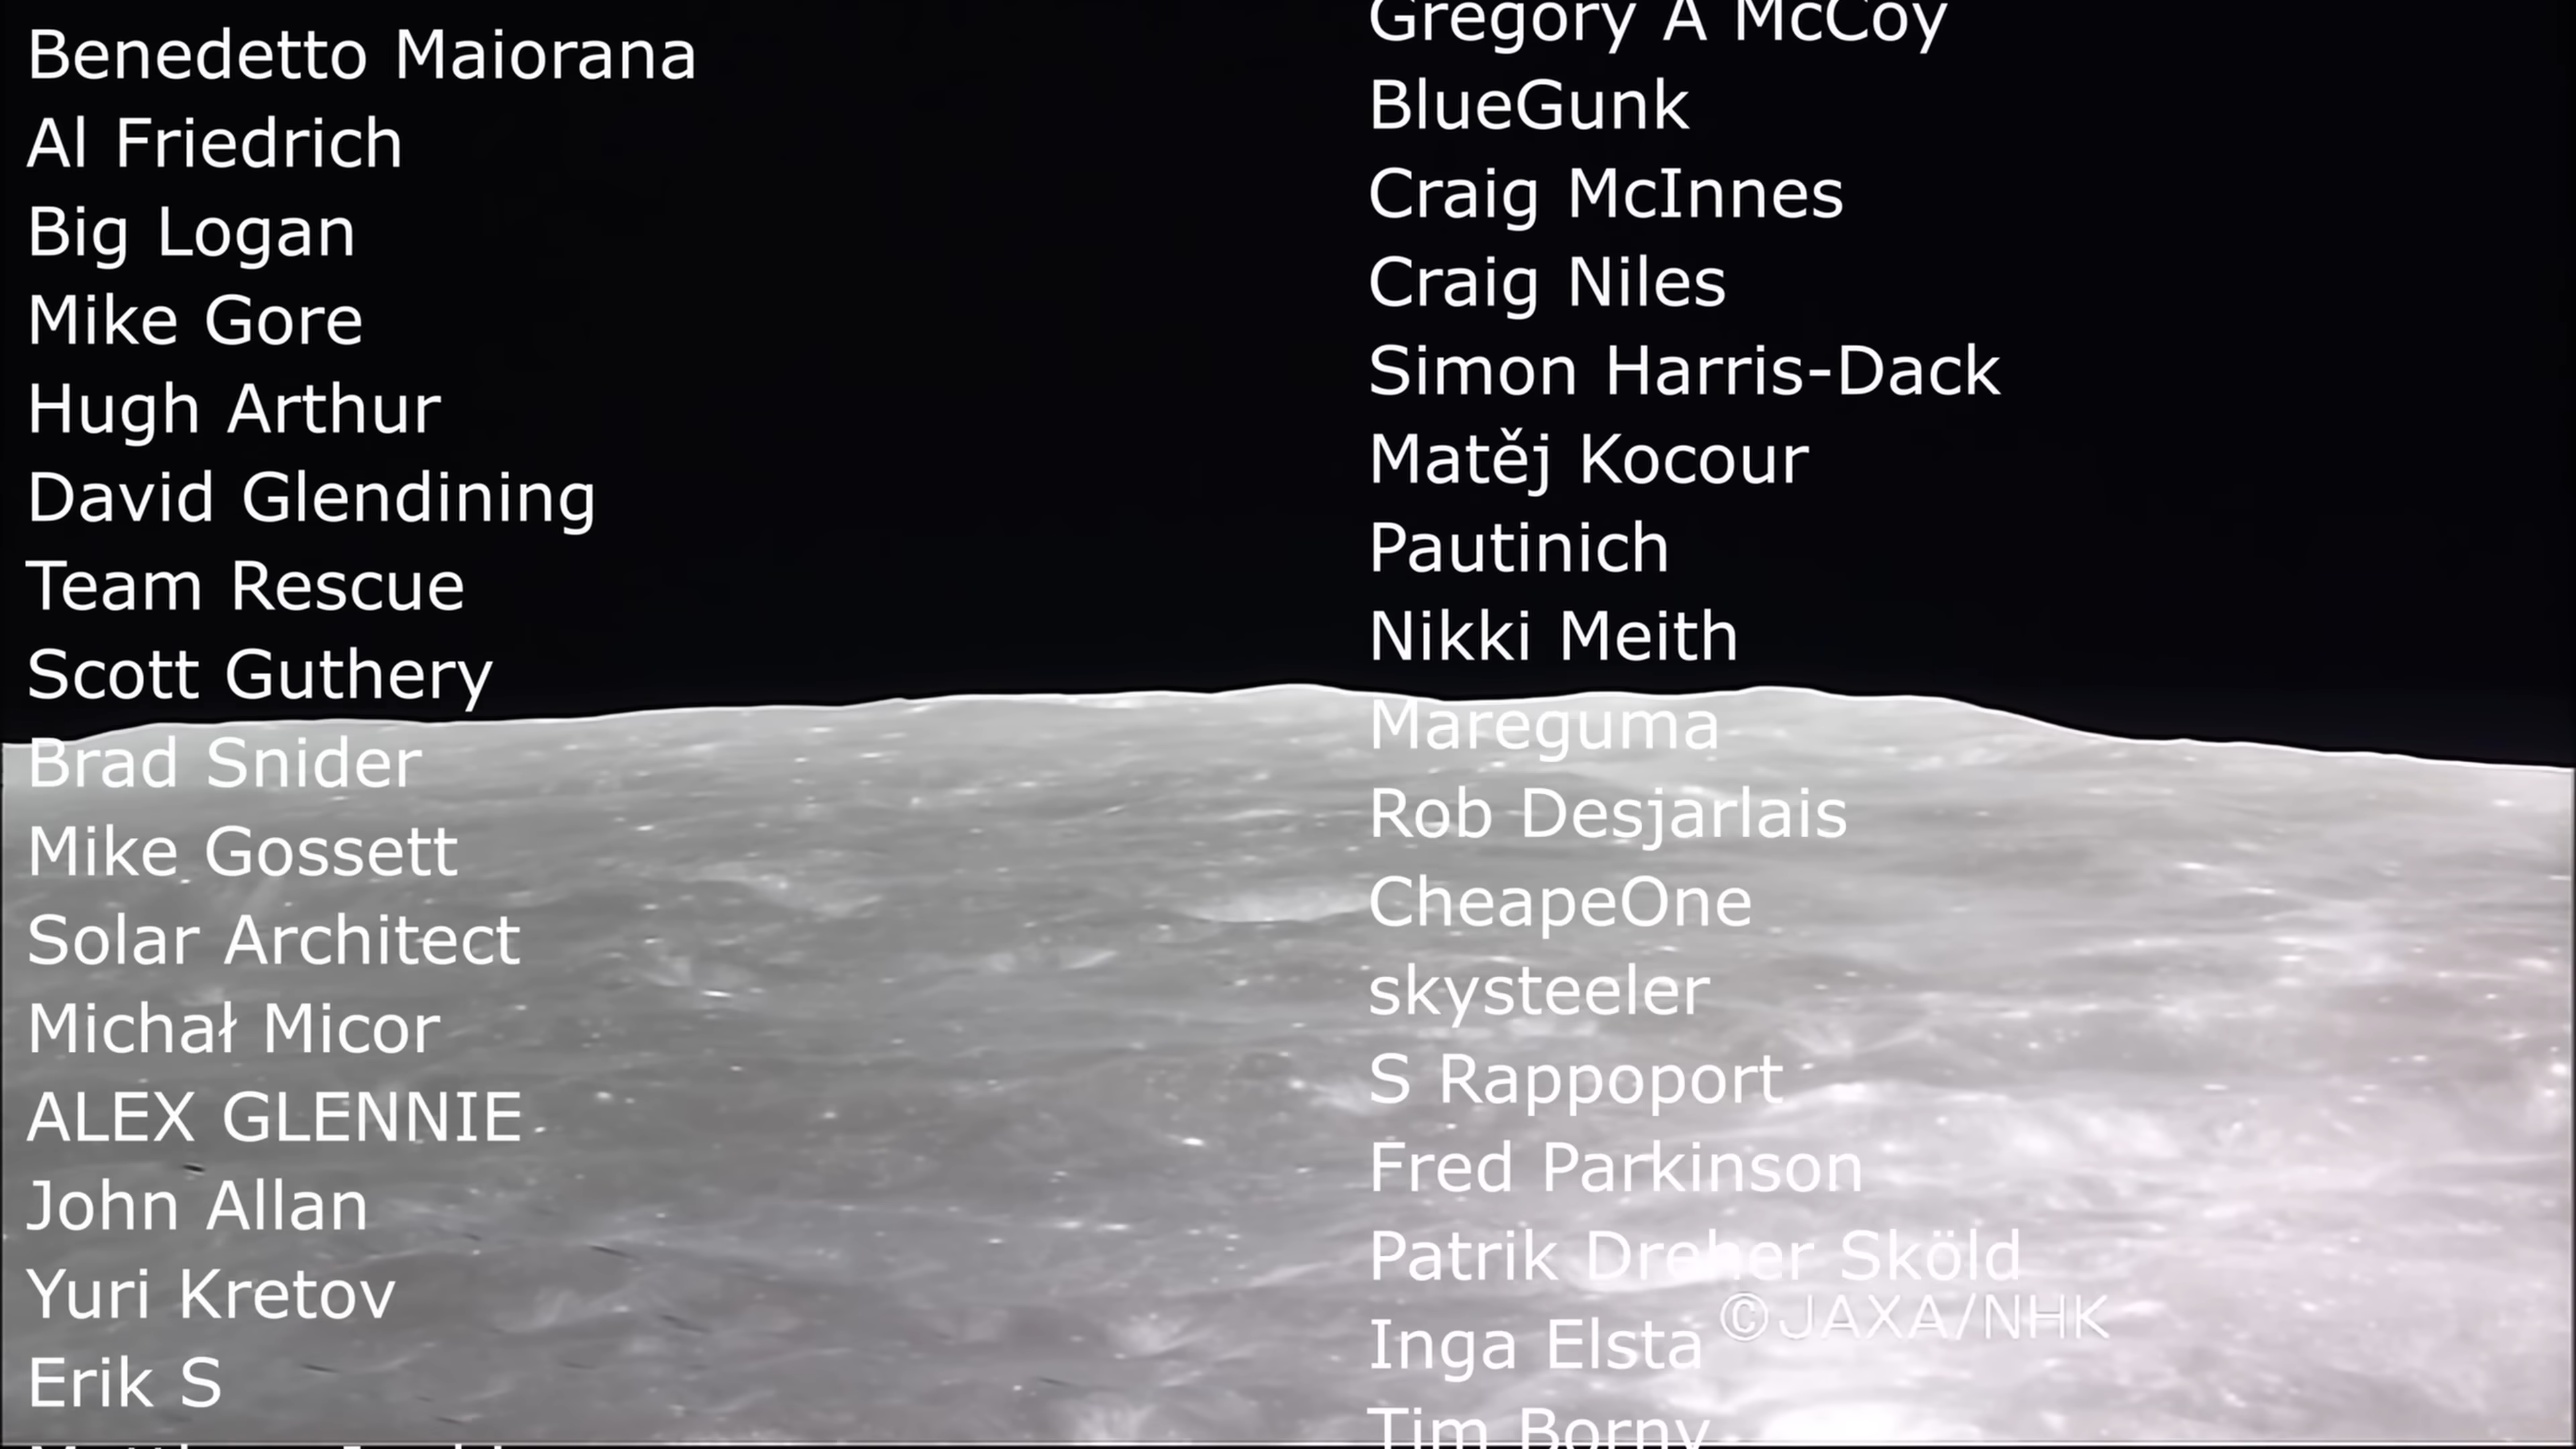 Benedetto Maiorana
Al Friedrich
Big Logan
Mike Gore
Hugh Arthur
David Glendining
Team Rescue
Scott Guthery
Brad Snider
Mike Gossett
Solar Architect
Michał Micor
ALEX GLENNIE
John Allan
Yuri Kretov
Erik S
Gregory A McCoy
BlueGunk
Craig McInnes
Craig Niles
Simon Harris-Dack
Matěj Kocour
Pautinich
Nikki Meith
Mareguma
Rob Desjarlais
CheapeOne
skysteeler
S Rappoport
Fred Parkinson
Patrik Dreher Sköld
©JAXA/NHK
Inga Elsta
Tim Borny